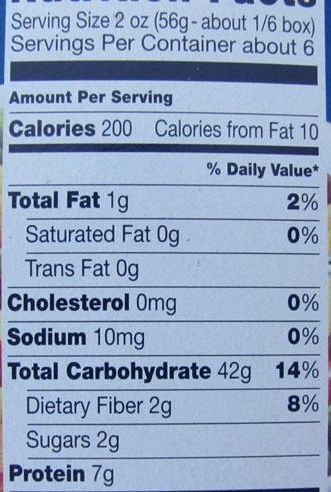 Nutrition Facts
Serving Size 2 oz (56g - about 1/6 box)
Servings Per Container about 6
Amount Per Serving
Calories 200 Calories from Fat 10
% Daily Value*
Total Fat 1g 2%
Saturated Fat 0g 0%
Trans Fat 0g
Cholesterol 0mg 0%
Sodium 10mg 0%
Total Carbohydrate 42g 14%
Dietary Fiber 2g 8%
Sugars 2g
Protein 7g